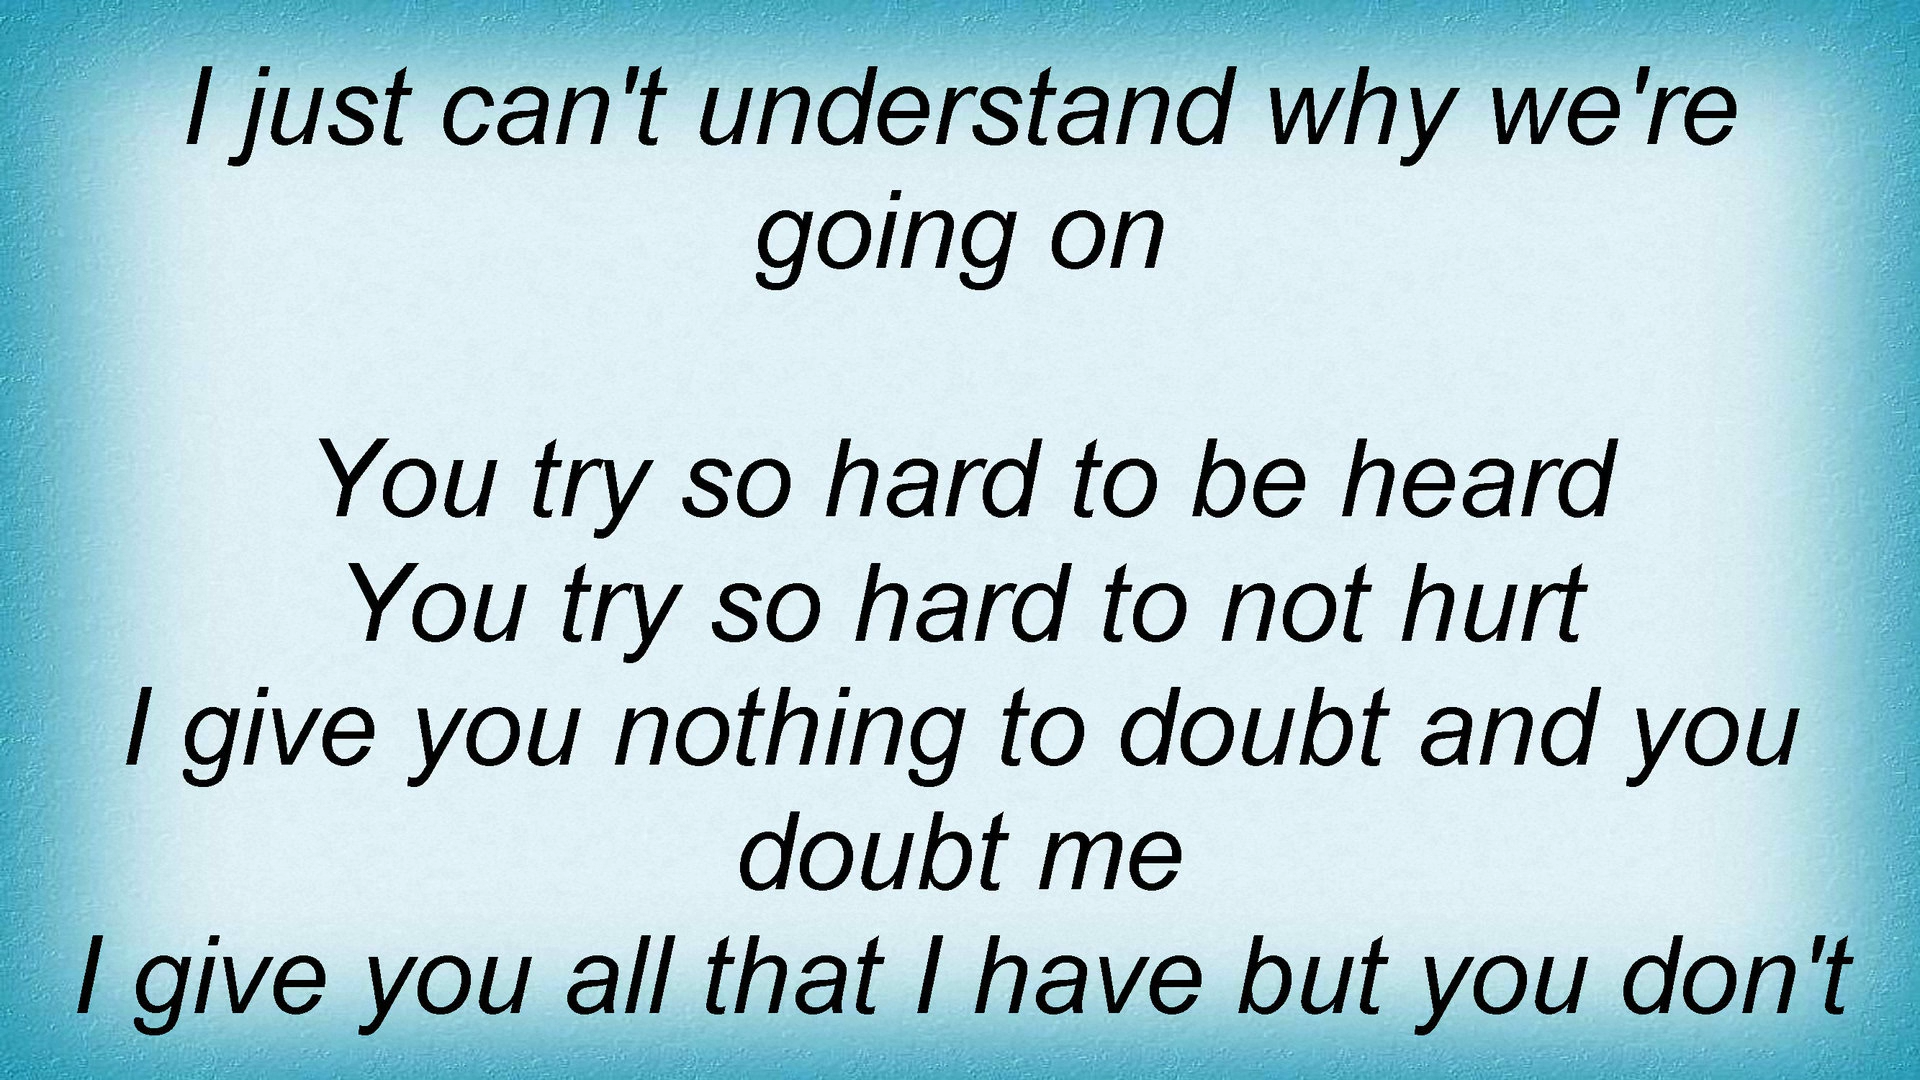 I just can't understand why we're
going on
You try so hard to be heard
You try so hard to not hurt
I give you nothing to doubt and you
doubt me
I give you all that I have but you don't